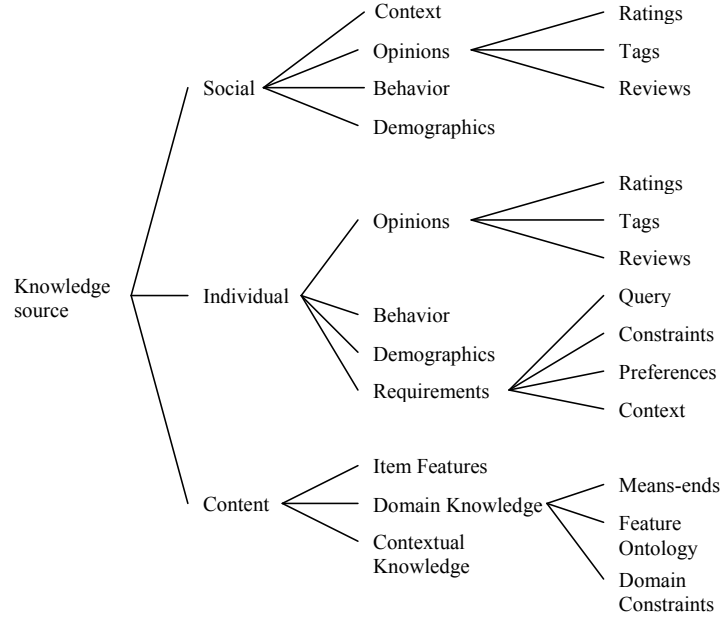 Knowledge
source
Social
Context
Opinions
Ratings
Tags
Reviews
Behavior
Demographics
Individual
Opinions
Ratings
Tags
Reviews
Behavior
Demographics
Requirements
Query
Constraints
Preferences
Context
Content
Item Features
Domain Knowledge
Means-ends
Feature
Ontology
Domain
Constraints
Contextual
Knowledge